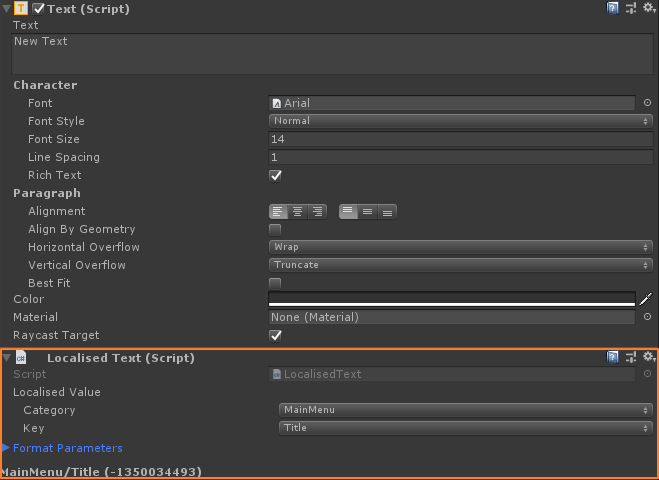 Text (Script)
Text
New Text
Character
Font Arial
Font Style Normal
Font Size 14
Line Spacing 1
Rich Text
Paragraph
Alignment
Align By Geometry
Horizontal Overflow Wrap
Vertical Overflow Truncate
Best Fit
Color
Material None (Material)
Raycast Target
Localised Text (Script)
Script LocalisedText
Localised Value
Category MainMenu
Key Title
Format Parameters
MainMenu/Title (-1350034493)